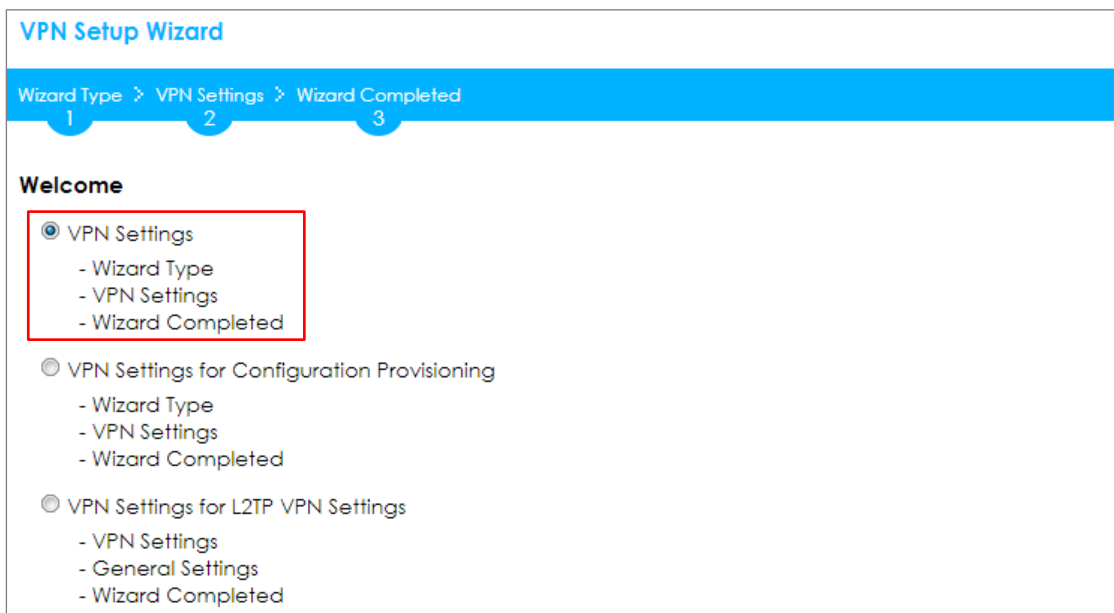 VPN Setup Wizard
Wizard Type > VPN Settings > Wizard Completed
1 2 3
Welcome
VPN Settings
- Wizard Type
- VPN Settings
- Wizard Completed
VPN Settings for Configuration Provisioning
- Wizard Type
- VPN Settings
- Wizard Completed
VPN Settings for L2TP VPN Settings
- VPN Settings
- General Settings
- Wizard Completed